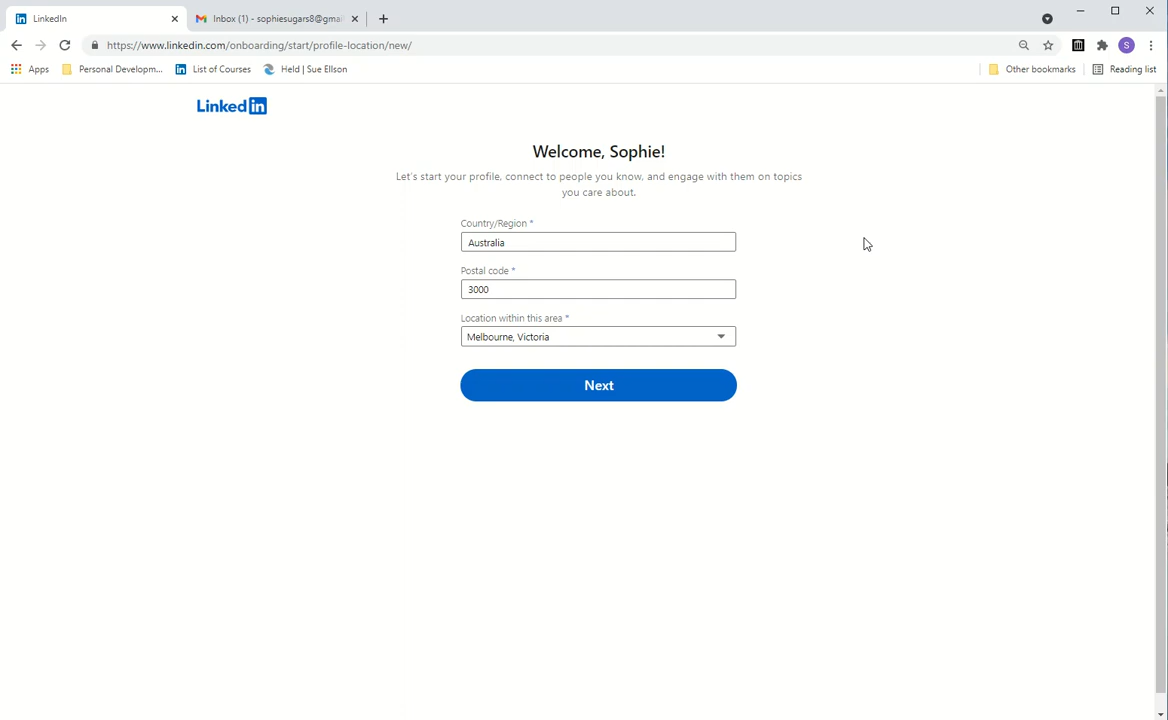 LinkedIn
Inbox (1) - sophiesugars8@gmai
https://www.linkedin.com/onboarding/start/profile-location/new/
S
Apps
Personal Developm...
List of Courses
Held | Sue Ellson
Other bookmarks
Reading list
LinkedIn
Welcome, Sophie!
Let's start your profile, connect to people you know, and engage with them on topics
you care about.
Country/Region *
Australia
Postal code *
3000
Location within this area *
Melbourne, Victoria
Next